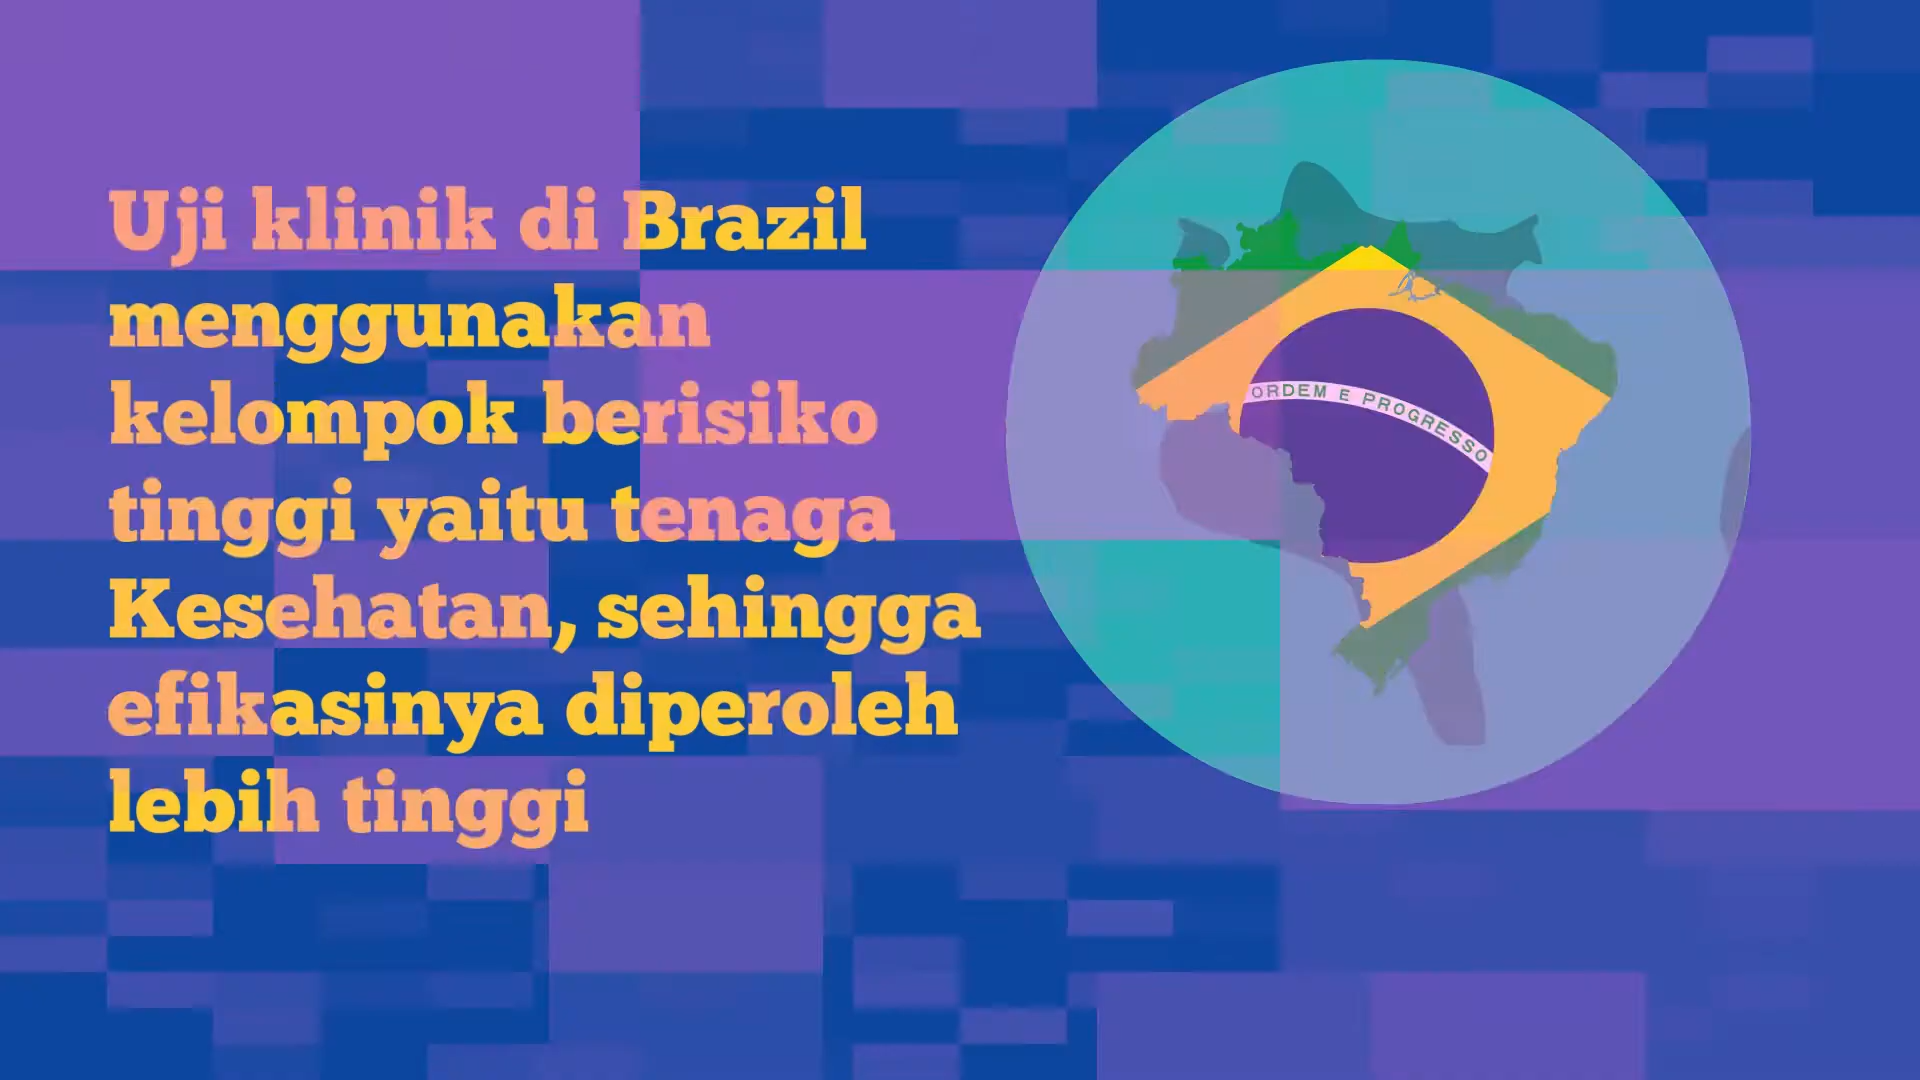 Uji klinik di Brazil
menggunakan
kelompok berisiko
tinggi yaitu tenaga
Kesehatan, sehingga
efikasinya diperoleh
lebih tinggi
ORDEM E PROGRESSO